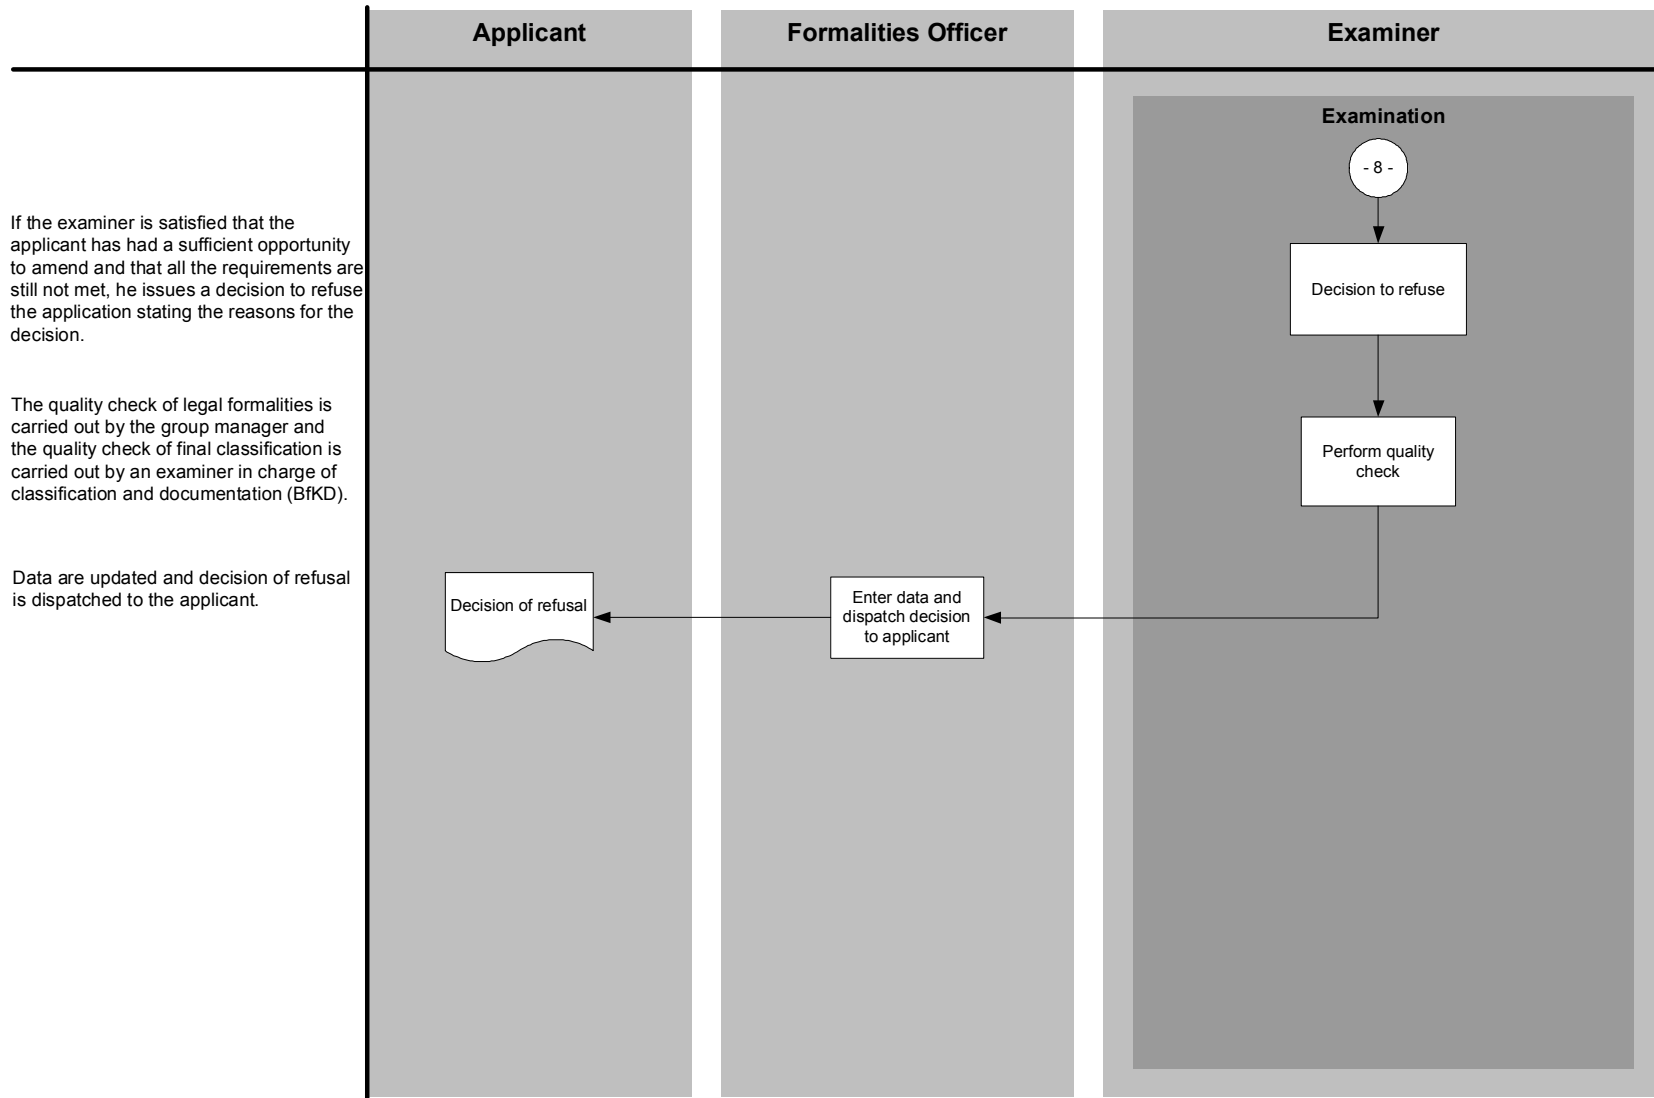 Applicant
Formalities Officer
Examiner
Examination
- 8 -
If the examiner is satisfied that the
applicant has had a sufficient opportunity
to amend and that all the requirements are
still not met, he issues a decision to refuse
the application stating the reasons for the
decision.
Decision to refuse
The quality check of legal formalities is
carried out by the group manager and
the quality check of final classification is
carried out by an examiner in charge of
classification and documentation (BfKD).
Perform quality
check
Data are updated and decision of refusal
is dispatched to the applicant.
Decision of refusal
Enter data and
dispatch decision
to applicant